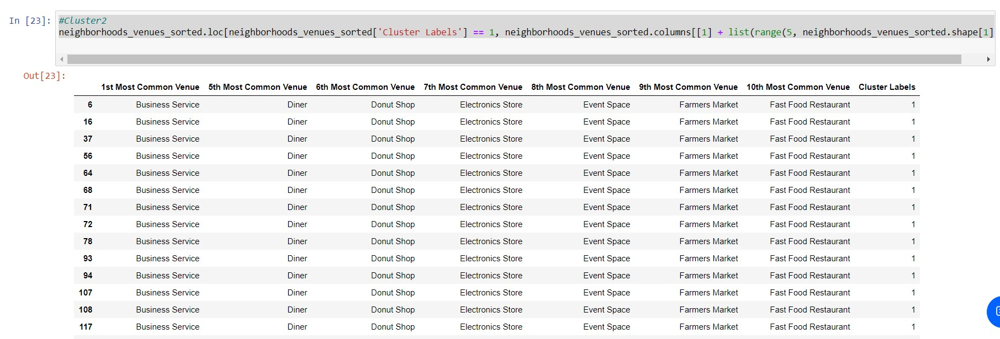 In [23]: #Cluster2
neighborhoods_venues_sorted.loc[neighborhoods_venues_sorted['Cluster Labels'] == 1, neighborhoods_venues_sorted.columns[[1] + list(range(5, neighborhoods_venues_sorted.shape[1]
Out[23]:
1st Most Common Venue 5th Most Common Venue 6th Most Common Venue 7th Most Common Venue 8th Most Common Venue 9th Most Common Venue 10th Most Common Venue Cluster Labels
6 Business Service Diner Donut Shop Electronics Store Event Space Farmers Market Fast Food Restaurant 1
16 Business Service Diner Donut Shop Electronics Store Event Space Farmers Market Fast Food Restaurant 1
37 Business Service Diner Donut Shop Electronics Store Event Space Farmers Market Fast Food Restaurant 1
56 Business Service Diner Donut Shop Electronics Store Event Space Farmers Market Fast Food Restaurant 1
64 Business Service Diner Donut Shop Electronics Store Event Space Farmers Market Fast Food Restaurant 1
68 Business Service Diner Donut Shop Electronics Store Event Space Farmers Market Fast Food Restaurant 1
71 Business Service Diner Donut Shop Electronics Store Event Space Farmers Market Fast Food Restaurant 1
72 Business Service Diner Donut Shop Electronics Store Event Space Farmers Market Fast Food Restaurant 1
78 Business Service Diner Donut Shop Electronics Store Event Space Farmers Market Fast Food Restaurant 1
93 Business Service Diner Donut Shop Electronics Store Event Space Farmers Market Fast Food Restaurant 1
94 Business Service Diner Donut Shop Electronics Store Event Space Farmers Market Fast Food Restaurant 1
107 Business Service Diner Donut Shop Electronics Store Event Space Farmers Market Fast Food Restaurant 1
108 Business Service Diner Donut Shop Electronics Store Event Space Farmers Market Fast Food Restaurant 1
117 Business Service Diner Donut Shop Electronics Store Event Space Farmers Market Fast Food Restaurant 1